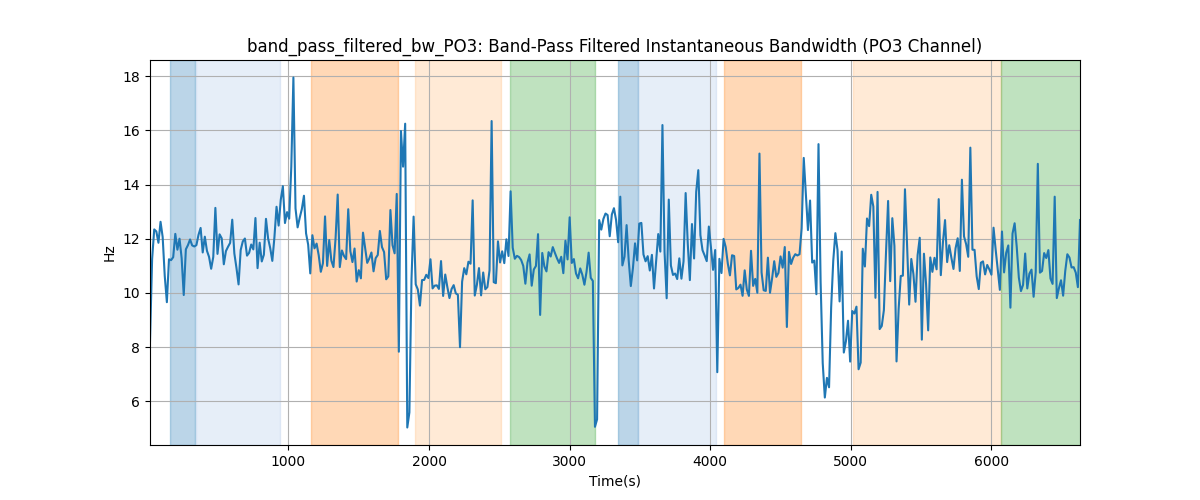 band_pass_filtered_bw_PO3: Band-Pass Filtered Instantaneous Bandwidth (PO3 Channel)
18
16
14
12
10
8
6
Hz
1000 2000 3000 4000 5000 6000
Time(s)